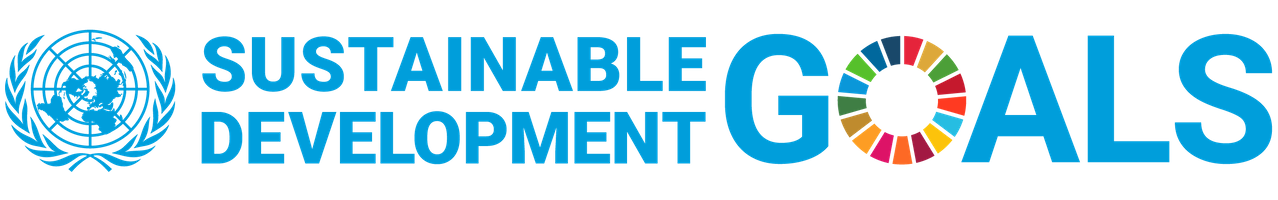 SUSTAINABLE
DEVELOPMENT
GOALS